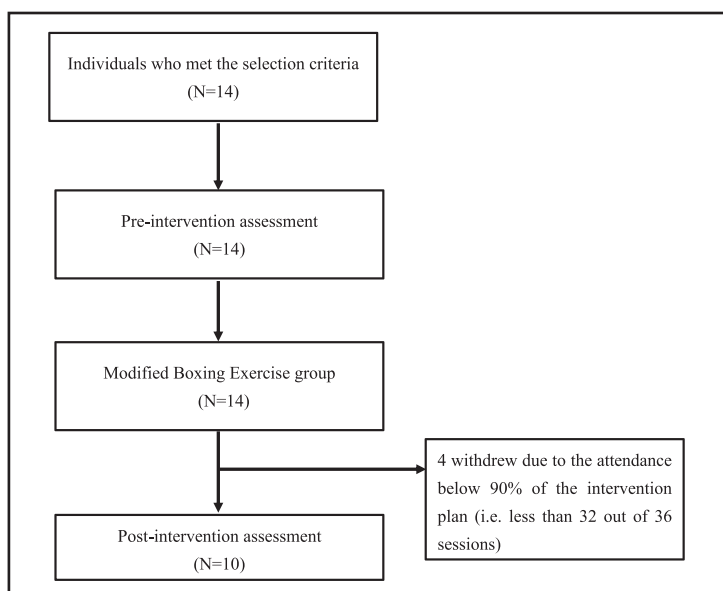 Individuals who met the selection criteria
(N=14)
Pre-intervention assessment
(N=14)
Modified Boxing Exercise group
(N=14)
4 withdrew due to the attendance
below 90% of the intervention
plan (i.e. less than 32 out of 36
sessions)
Post-intervention assessment
(N=10)